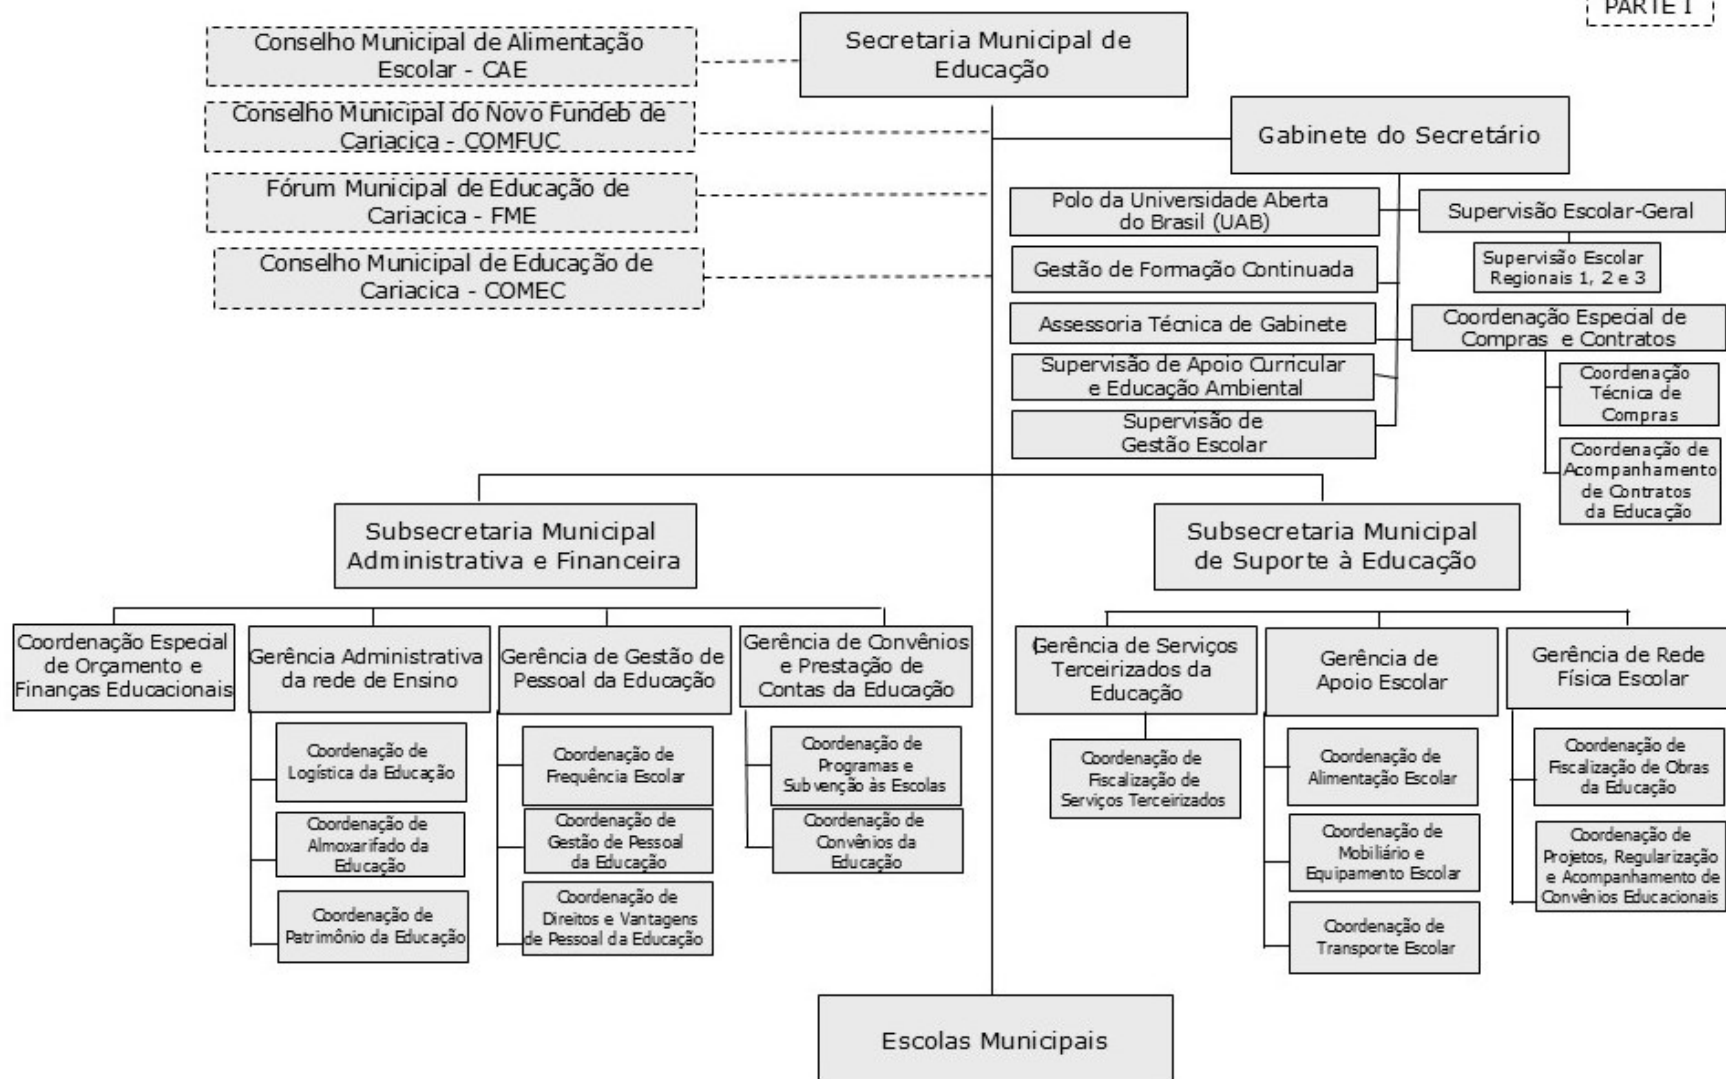 PARTE I
Conselho Municipal de Alimentação
Escolar - CAE
Secretaria Municipal de
Educação
Conselho Municipal do Novo Fundeb de
Cariacica - COMFUC
Gabinete do Secretário
Fórum Municipal de Educação de
Cariacica - FME
Conselho Municipal de Educação de
Cariacica - COMEC
Polo da Universidade Aberta
do Brasil (UAB)
Supervisão Escolar-Geral
Supervisão Escolar
Regionais 1, 2 e 3
Gestão de Formação Continuada
Assessoria Técnica de Gabinete
Coordenação Especial de
Compras e Contratos
Supervisão de Apoio Curricular
e Educação Ambiental
Coordenação
Técnica de
Compras
Supervisão de
Gestão Escolar
Coordenação de
Acompanhamento
de Contratos
da Educação
Subsecretaria Municipal
Administrativa e Financeira
Subsecretaria Municipal
de Suporte à Educação
Coordenação Especial
de Orçamento e
Finanças Educacionais
Gerência Administrativa
da rede de Ensino
Gerência de Gestão de
Pessoal da Educação
Gerência de Convênios
e Prestação de
Contas da Educação
Gerência de Serviços
Terceirizados da
Educação
Gerência de
Apoio Escolar
Gerência de Rede
Física Escolar
Coordenação de
Logística da Educação
Coordenação de
Almoxarifado da
Educação
Coordenação de
Patrimônio da Educação
Coordenação de
Frequência Escolar
Coordenação de
Gestão de Pessoal
da Educação
Coordenação de
Direitos e Vantagens
de Pessoal da Educação
Coordenação de
Programas e
Subvenção às Escolas
Coordenação de
Convênios da
Educação
Coordenação de
Fiscalização de
Serviços Terceirizados
Coordenação de
Alimentação Escolar
Coordenação de
Mobiliário e
Equipamento Escolar
Coordenação de
Transporte Escolar
Coordenação de
Fiscalização de Obras
da Educação
Coordenação de
Projetos, Regularização
e Acompanhamento de
Convênios Educacionais
Escolas Municipais